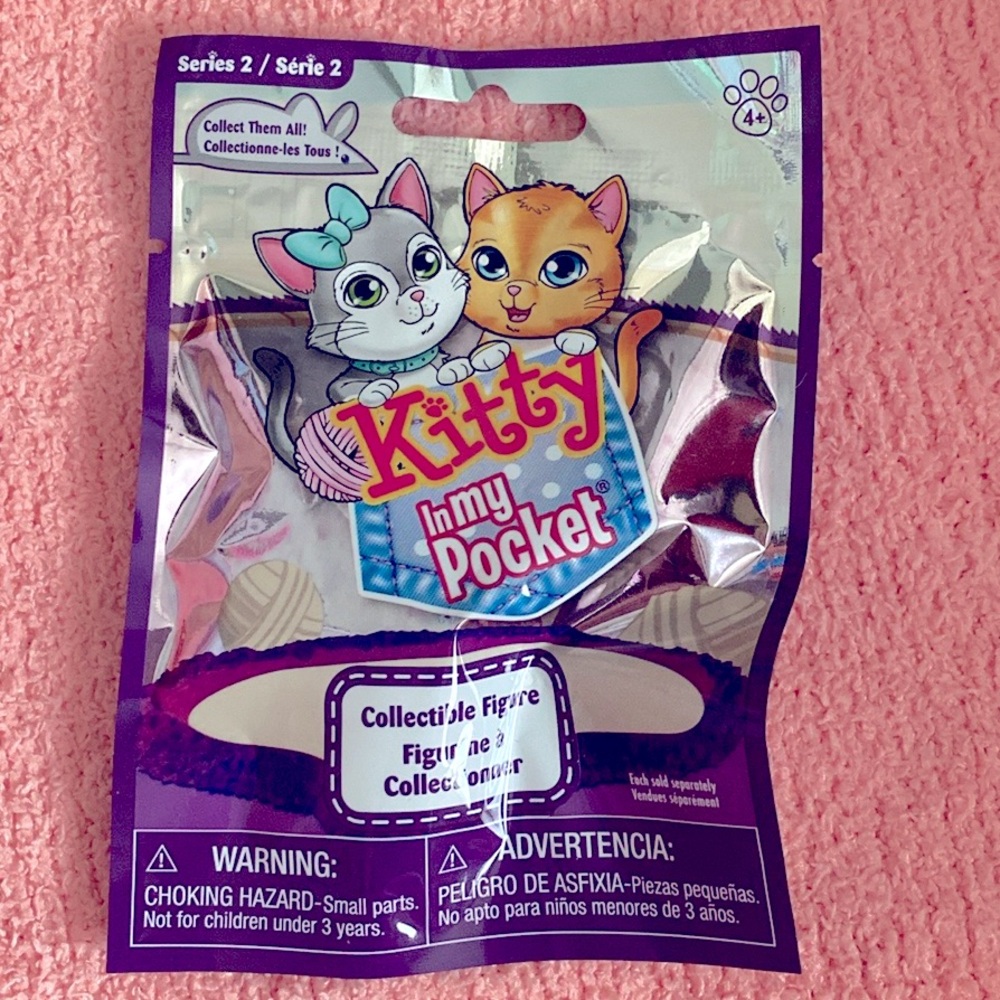 Series 2 / Série 2
Collect Them All!
Collectionne-les Tous !
4+
Kitty
In my
Pocket®
Collectible Figure
Figurine à
Collectionner
Each sold separately
Vendues séparément
⚠ WARNING:
CHOKING HAZARD-Small parts.
Not for children under 3 years.
⚠ ADVERTENCIA:
PELIGRO DE ASFIXIA-Piezas pequeñas.
No apto para niños menores de 3 años.